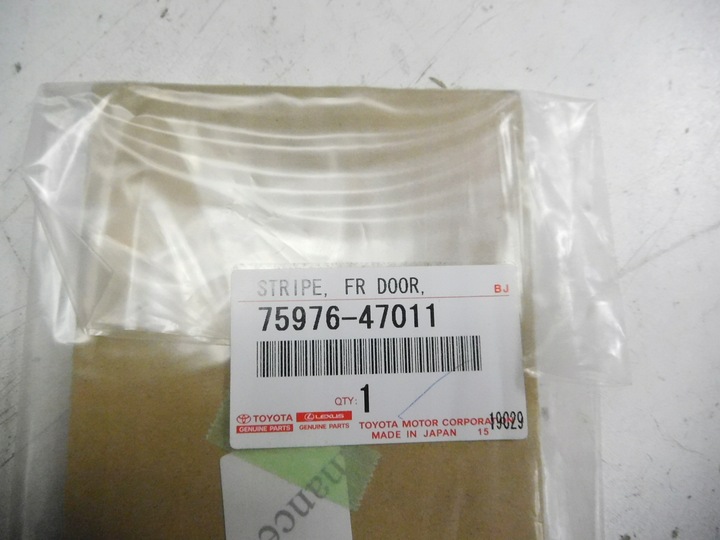 STRIPE, FR DOOR,
BJ
75976-47011
QTY: 1
TOYOTA
GENUINE PARTS
LEXUS
GENUINE PARTS
TOYOTA MOTOR CORPORA
MADE IN JAPAN 15
19029
nance